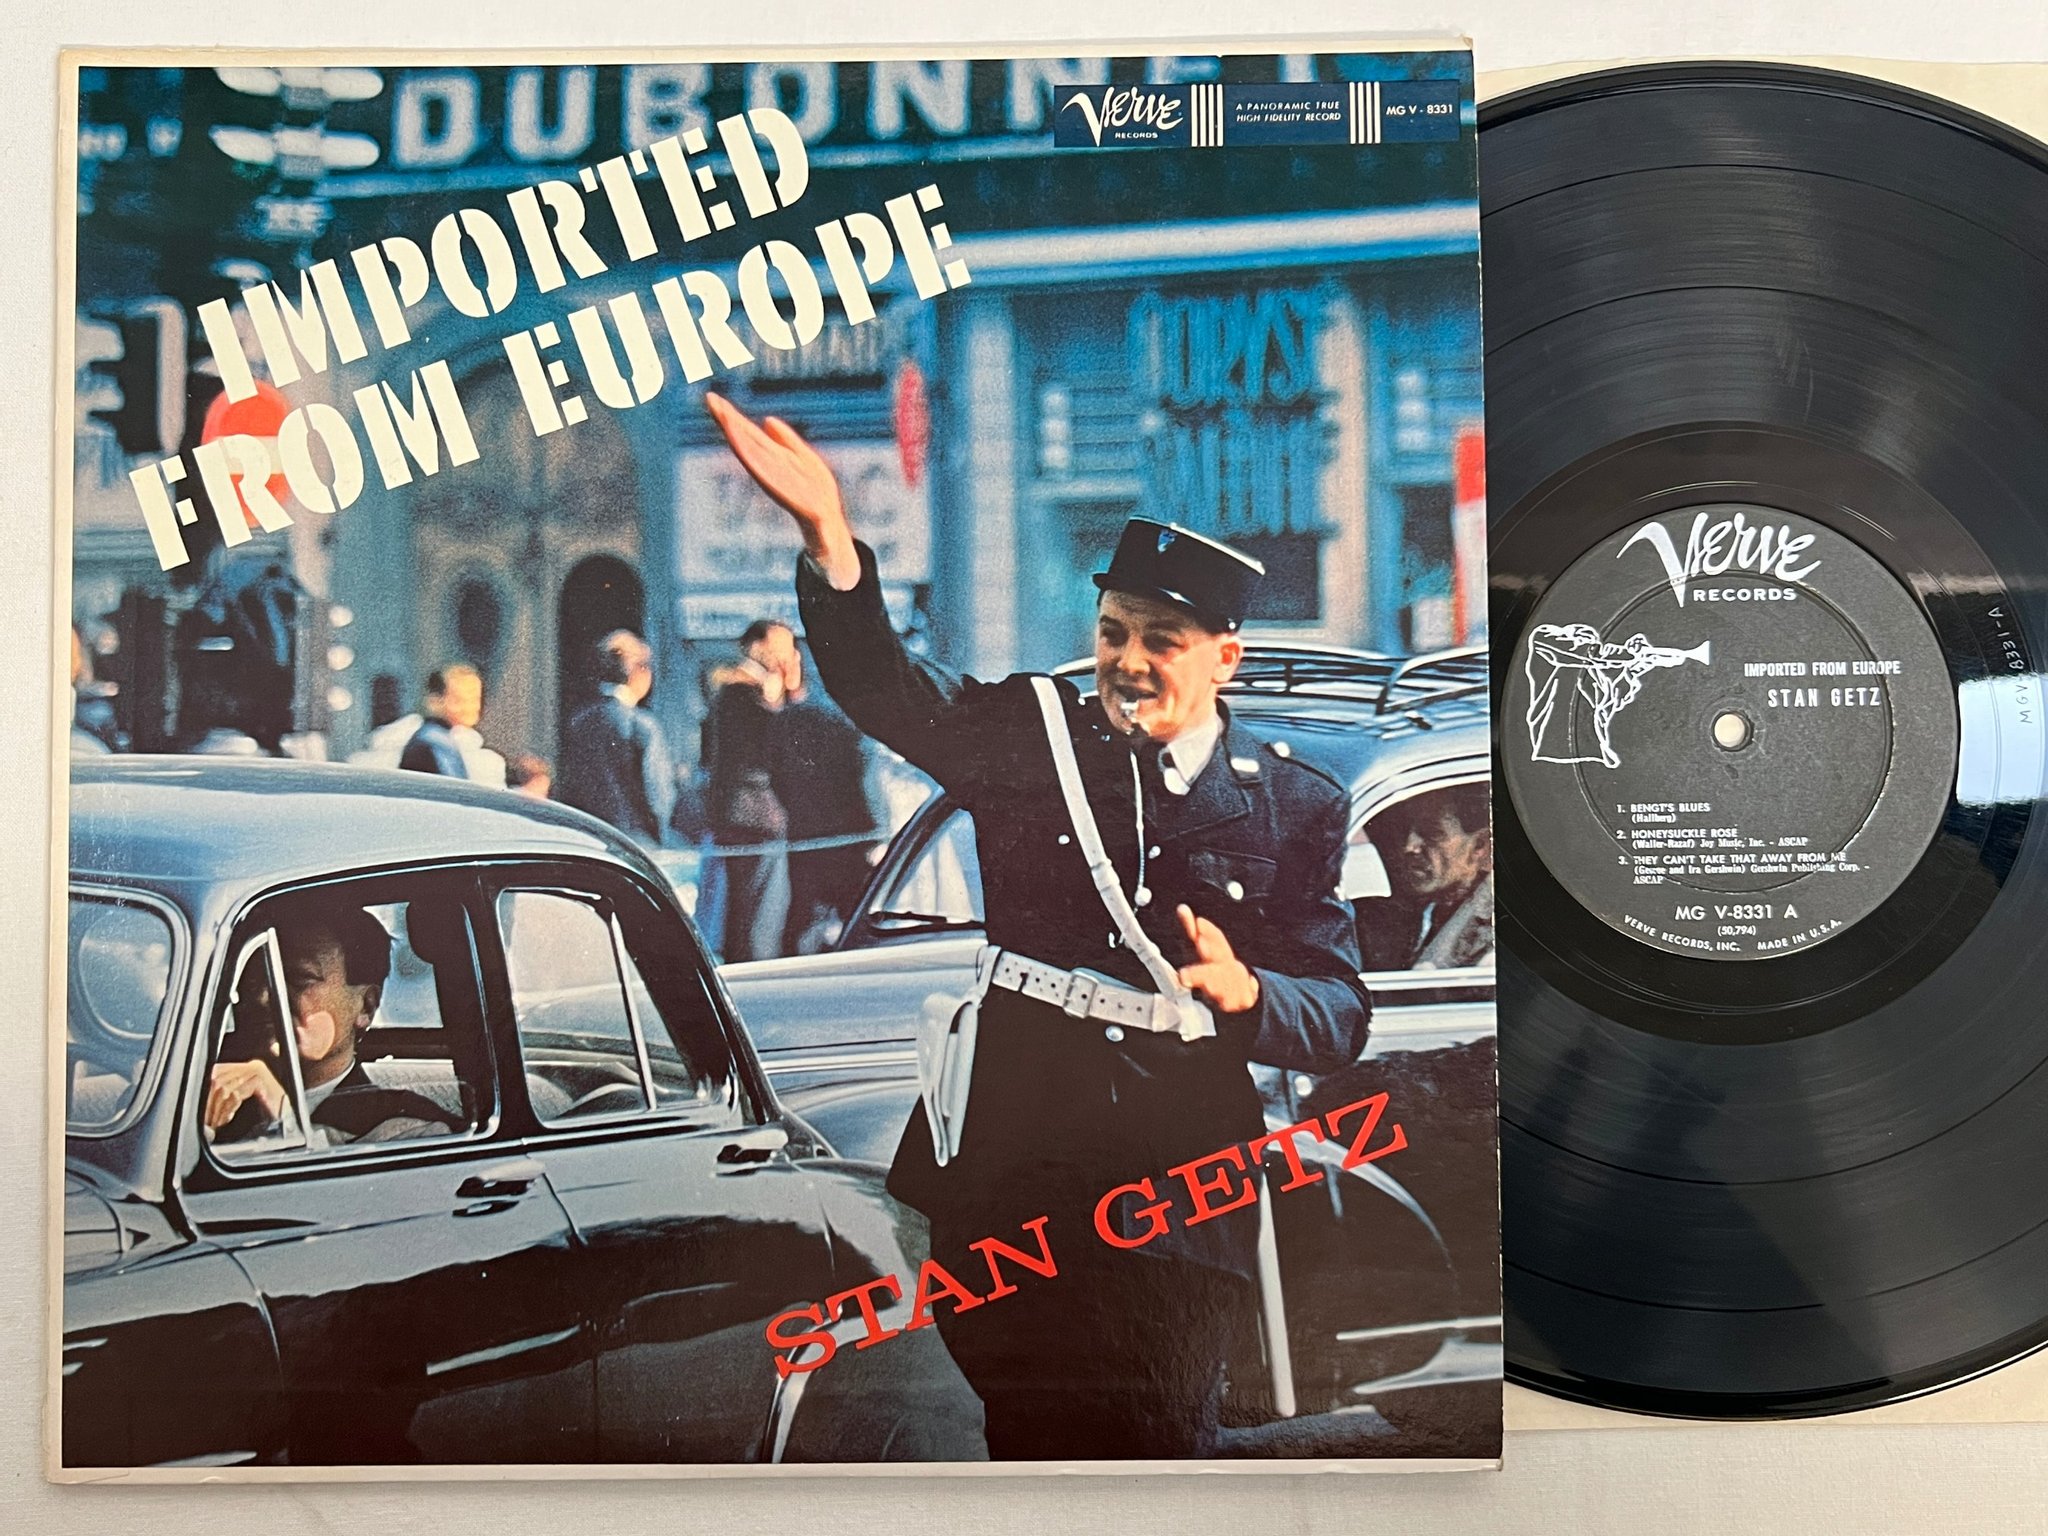 DUBONNET
Verve
RECORDS
A PANORAMIC TRUE
HIGH FIDELITY RECORD
MG V - 8331
IMPORTED
FROM EUROPE
STAN GETZ
Verve
RECORDS
IMPORTED FROM EUROPE
STAN GETZ
1. BENGT'S BLUES
(Hallberg)
2. HONEYSUCKLE ROSE
(Waller-Razaf) Joy Music, Inc. - ASCAP
3. THEY CAN'T TAKE THAT AWAY FROM ME
(George and Ira Gershwin) Gershwin Publishing Corp. -
ASCAP
MG V-8331 A
(50,794)
VERVE RECORDS, INC. MADE IN U.S.A.
MGV 8331-A